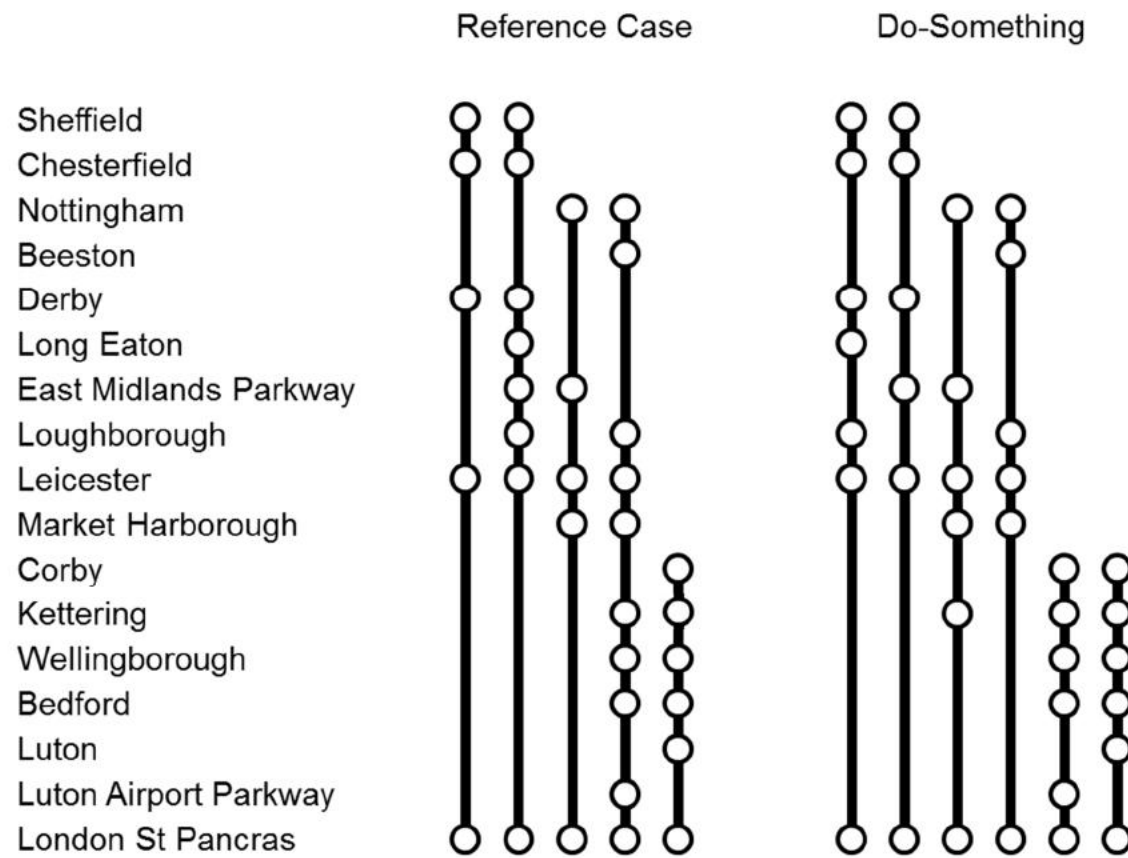 Reference Case Do-Something
Sheffield
Chesterfield
Nottingham
Beeston
Derby
Long Eaton
East Midlands Parkway
Loughborough
Leicester
Market Harborough
Corby
Kettering
Wellingborough
Bedford
Luton
Luton Airport Parkway
London St Pancras